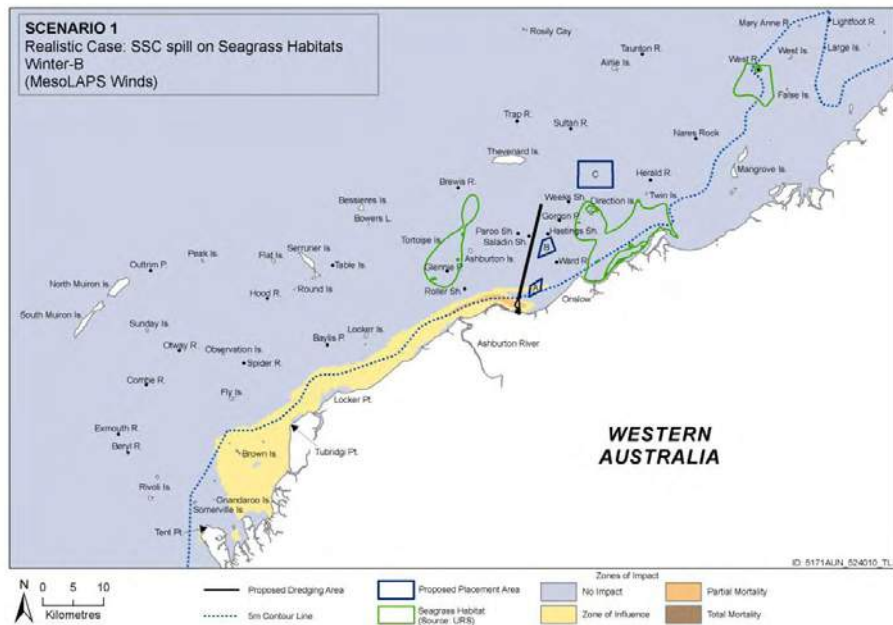 SCENARIO 1
Realistic Case: SSC spill on Seagrass Habitats
Winter-B
(MesoLAPS Winds)
Rosily Cay
Mary Anne R.
Lightfoot R.
Taunton R.
Airlie Is.
West Is.
Large Is.
West R.
False Is.
Trap R.
Sultan R.
Nares Rock
Thevenard Is.
Mangrove Is.
C
Herald R.
Brewis R.
Twin Is.
Weeks Sh.
Direction Is.
Bessieres Is.
Bowers L.
Gorgon P.
Paroo Sh.
Hastings Sh.
Tortoise Is.
Saladin Sh.
B
Serrurier Is.
Peak Is.
Flat Is.
Table Is.
Ashburton Is.
Ward R.
Outtrim P.
Glennie P.
North Muiron Is.
Round Is.
Roller Sh.
A
Hood R.
Onslow
South Muiron Is.
Sunday Is.
Locker Is.
Baylis R.
Ashburton River
Otway R.
Observation Is.
Spider R.
Combe R.
Fly Is.
Locker Pt.
Exmouth R.
Beryl R.
Brown Is.
Tubridgi Pt.
WESTERN
AUSTRALIA
Rivoli Is.
Gnandaroo Is.
Somerville Is.
Tent Pt.
ID: 5171AUN_524010_TL
N
0 5 10
Kilometres
Proposed Dredging Area
5m Contour Line
Proposed Placement Area
Seagrass Habitat
(Source: URS)
Zones of Impact
No Impact
Zone of Influence
Partial Mortality
Total Mortality